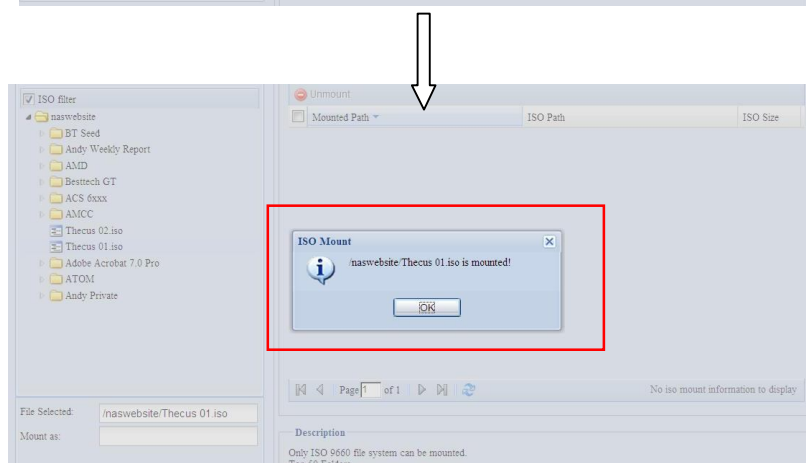 ISO filter
naswebsite
BT Seed
Andy Weekly Report
AMD
Besttech GT
ACS 6xxx
AMCC
Thecus 02.iso
Thecus 01.iso
Adobe Acrobat 7.0 Pro
ATOM
Andy Private
File Selected: /naswebsite/Thecus 01.iso
Mount as:
Unmount
Mounted Path ISO Path ISO Size
ISO Mount
/naswebsite/Thecus 01.iso is mounted!
OK
Page 1 of 1 No iso mount information to display
Description
Only ISO 9660 file system can be mounted.